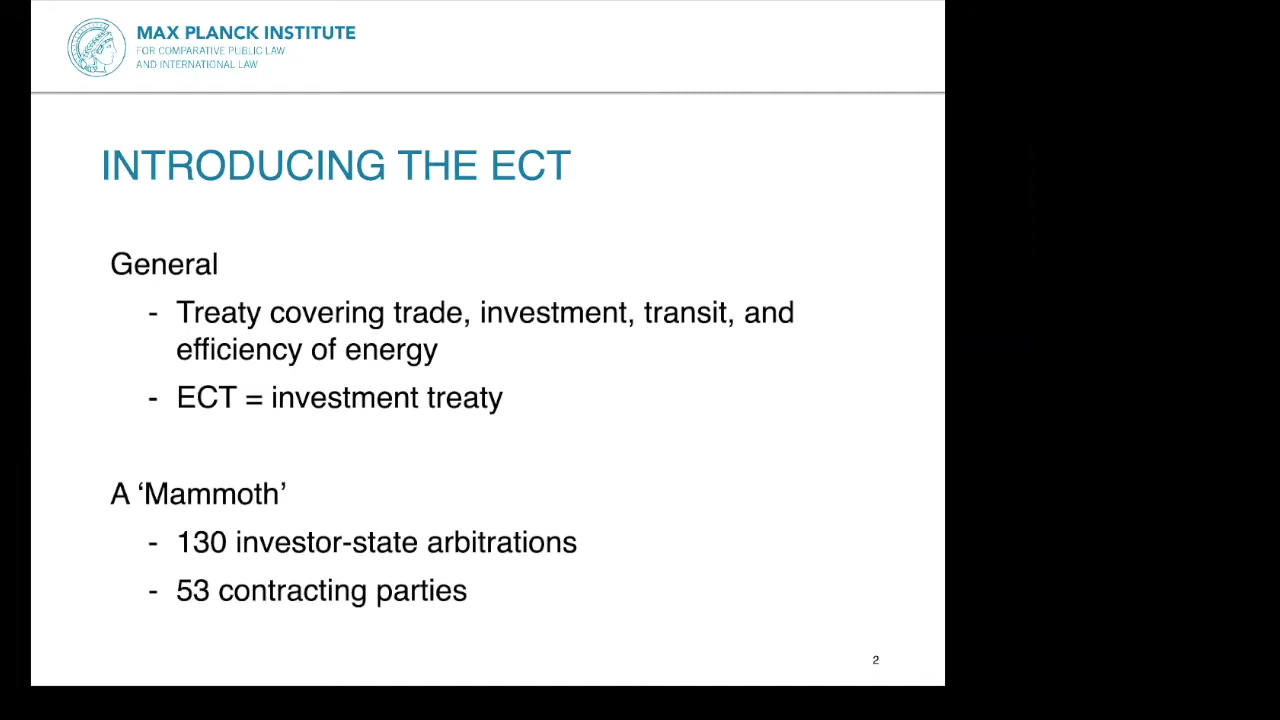 MAX PLANCK INSTITUTE
FOR COMPARATIVE PUBLIC LAW
AND INTERNATIONAL LAW
INTRODUCING THE ECT
General
- Treaty covering trade, investment, transit, and
efficiency of energy
- ECT = investment treaty
A ‘Mammoth’
- 130 investor-state arbitrations
- 53 contracting parties
2